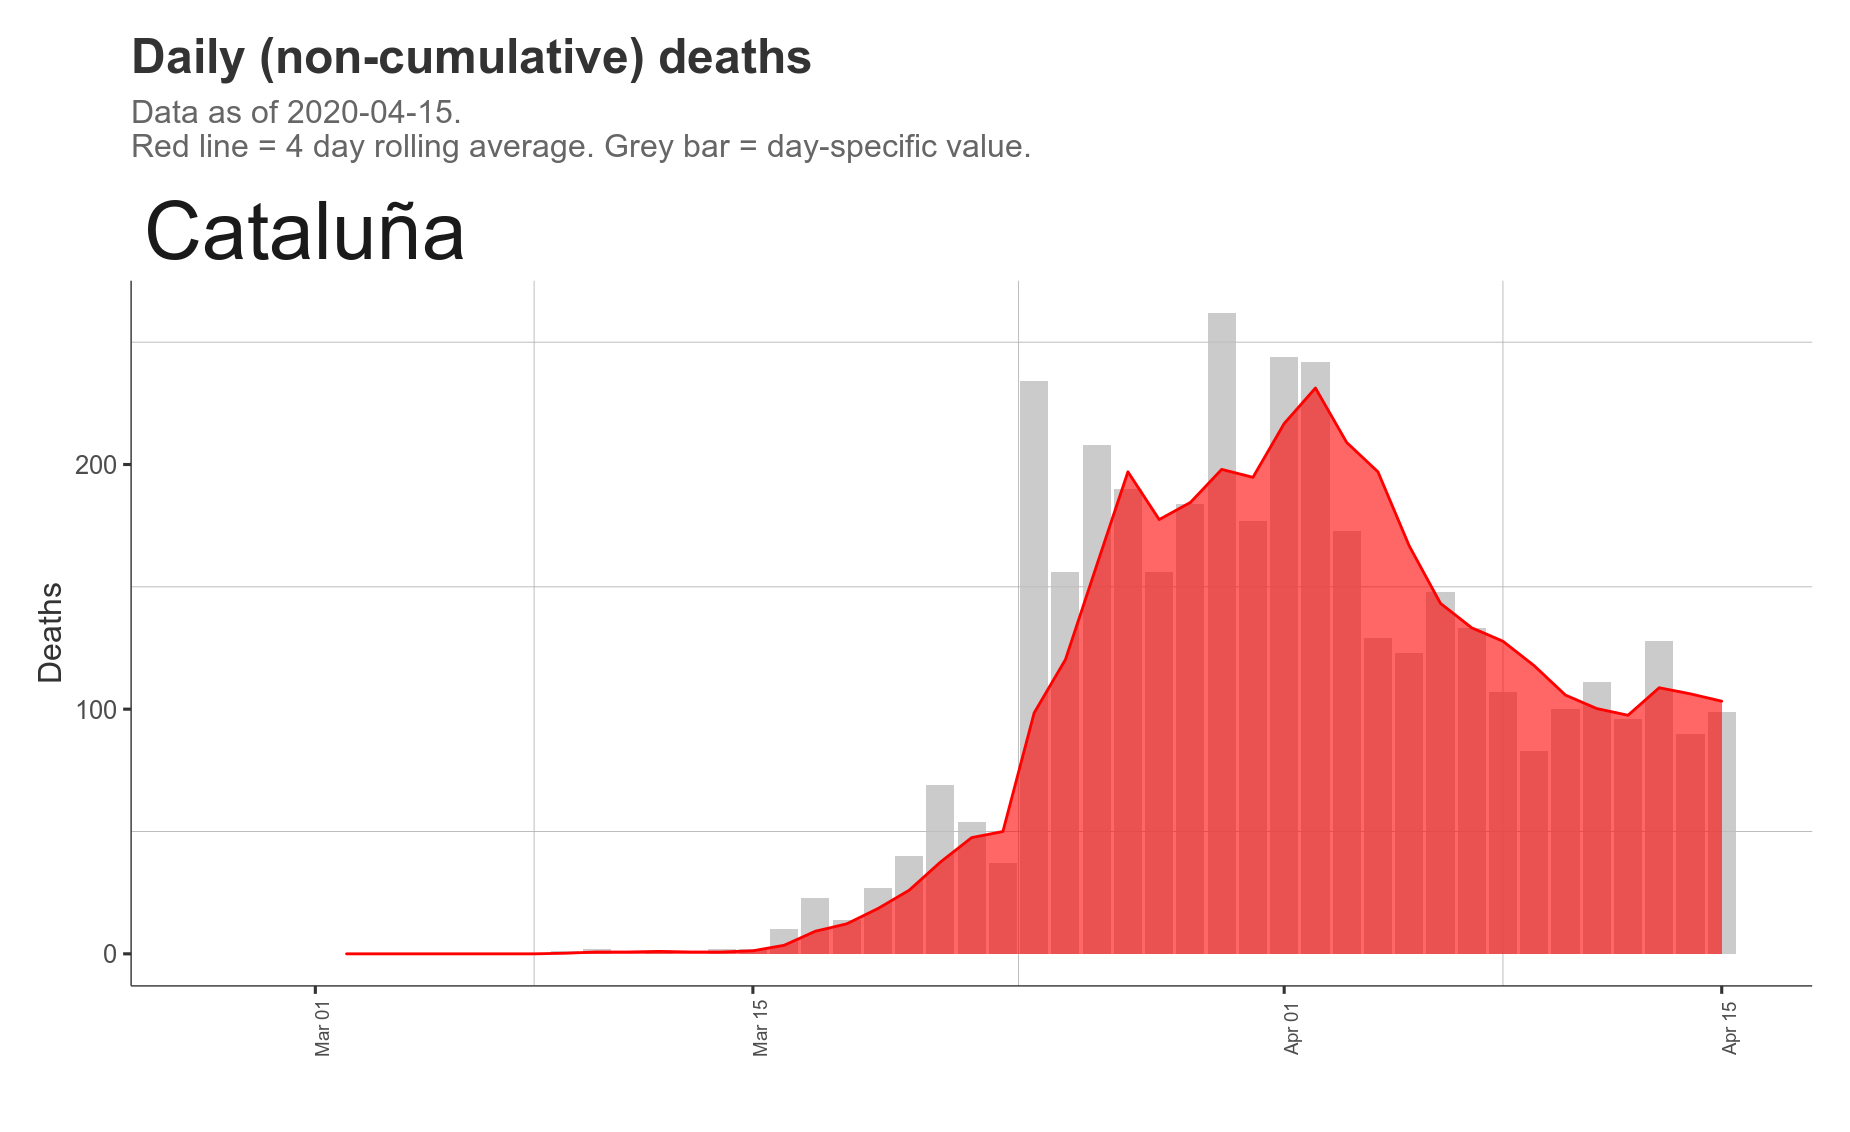 Daily (non-cumulative) deaths
Data as of 2020-04-15.
Red line = 4 day rolling average. Grey bar = day-specific value.
Cataluña
Deaths
200
100
0
Mar 01
Mar 15
Apr 01
Apr 15